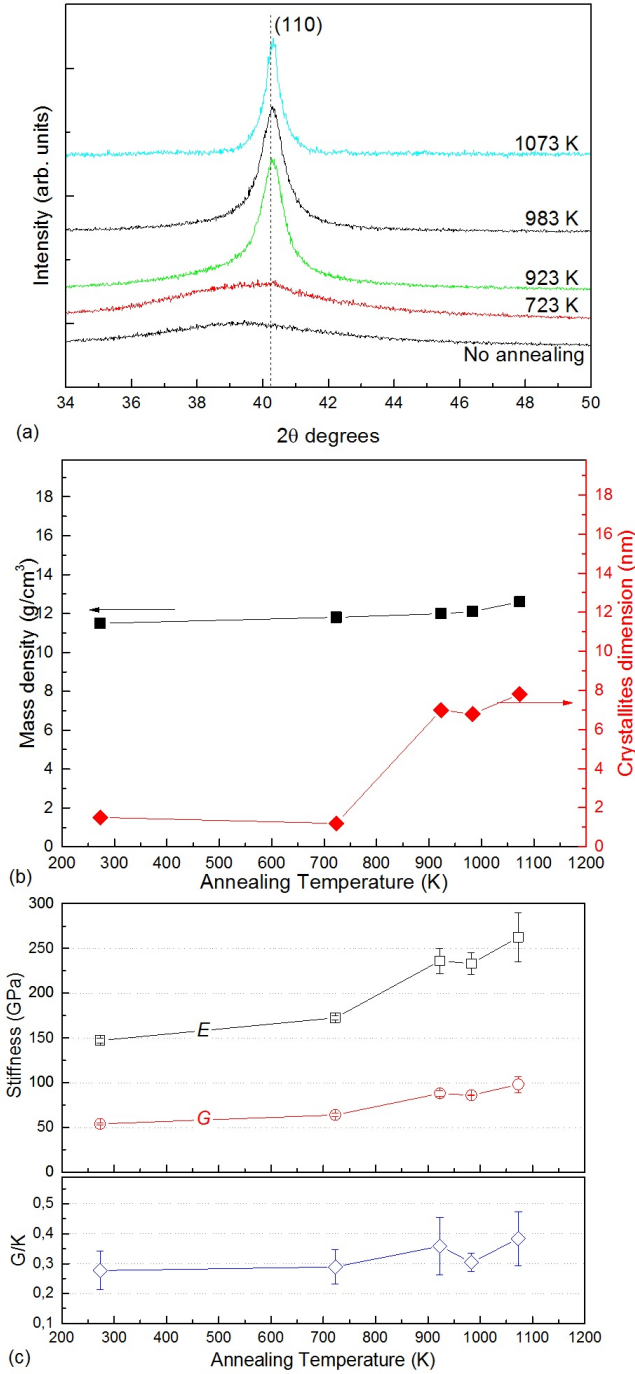 (110)
Intensity (arb. units)
1073 K
983 K
923 K
723 K
No annealing
34 36 38 40 42 44 46 48 50
2θ degrees
(a)
18
16
14
12
10
8
6
4
2
0
Mass density (g/cm³)
18
16
14
12
10
8
6
4
2
0
Crystallites dimension (nm)
200 300 400 500 600 700 800 900 1000 1100 1200
Annealing Temperature (K)
(b)
300
250
200
150
100
50
0
Stiffness (GPa)
E
G
0,5
0,4
0,3
0,2
0,1
G/K
200 300 400 500 600 700 800 900 1000 1100 1200
Annealing Temperature (K)
(c)